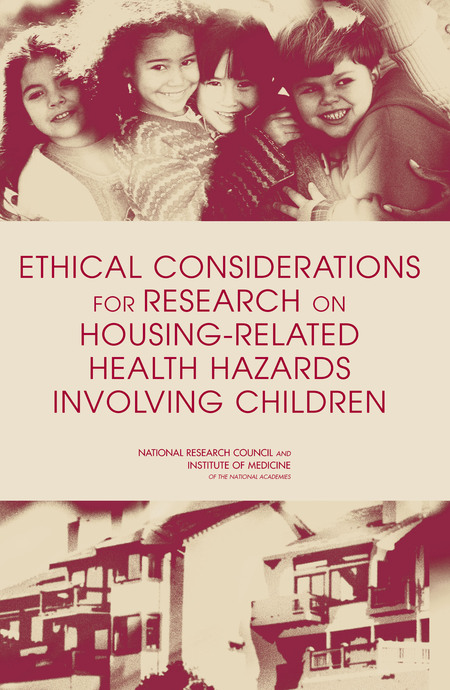 ETHICAL CONSIDERATIONS
FOR RESEARCH ON
HOUSING-RELATED
HEALTH HAZARDS
INVOLVING CHILDREN
NATIONAL RESEARCH COUNCIL AND
INSTITUTE OF MEDICINE
OF THE NATIONAL ACADEMIES